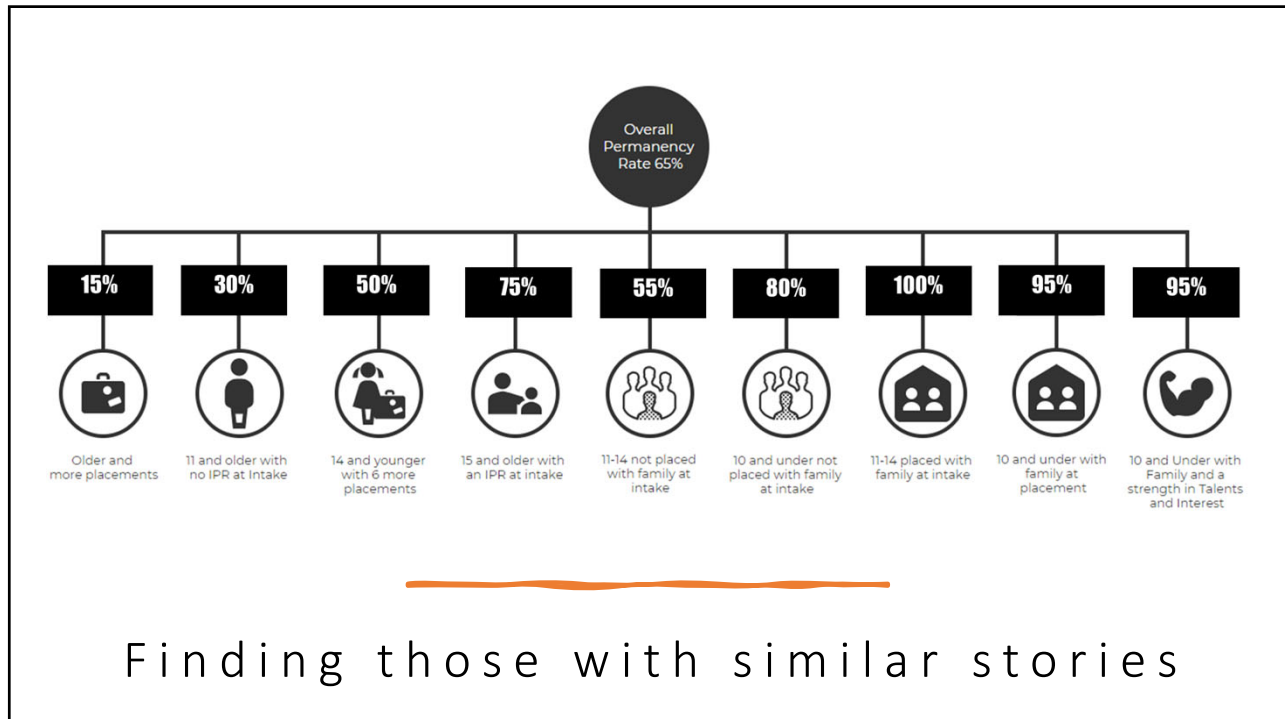 Overall
Permanency
Rate 65%
15%
30%
50%
75%
55%
80%
100%
95%
95%
Older and
more placements
11 and older with
no IPR at Intake
14 and younger
with 6 more
placements
15 and older with
an IPR at intake
11-14 not placed
with family at
intake
10 and under not
placed with family
at intake
11-14 placed with
family at intake
10 and under with
family at
placement
10 and Under with
Family and a
strength in Talents
and Interest
Finding those with similar stories